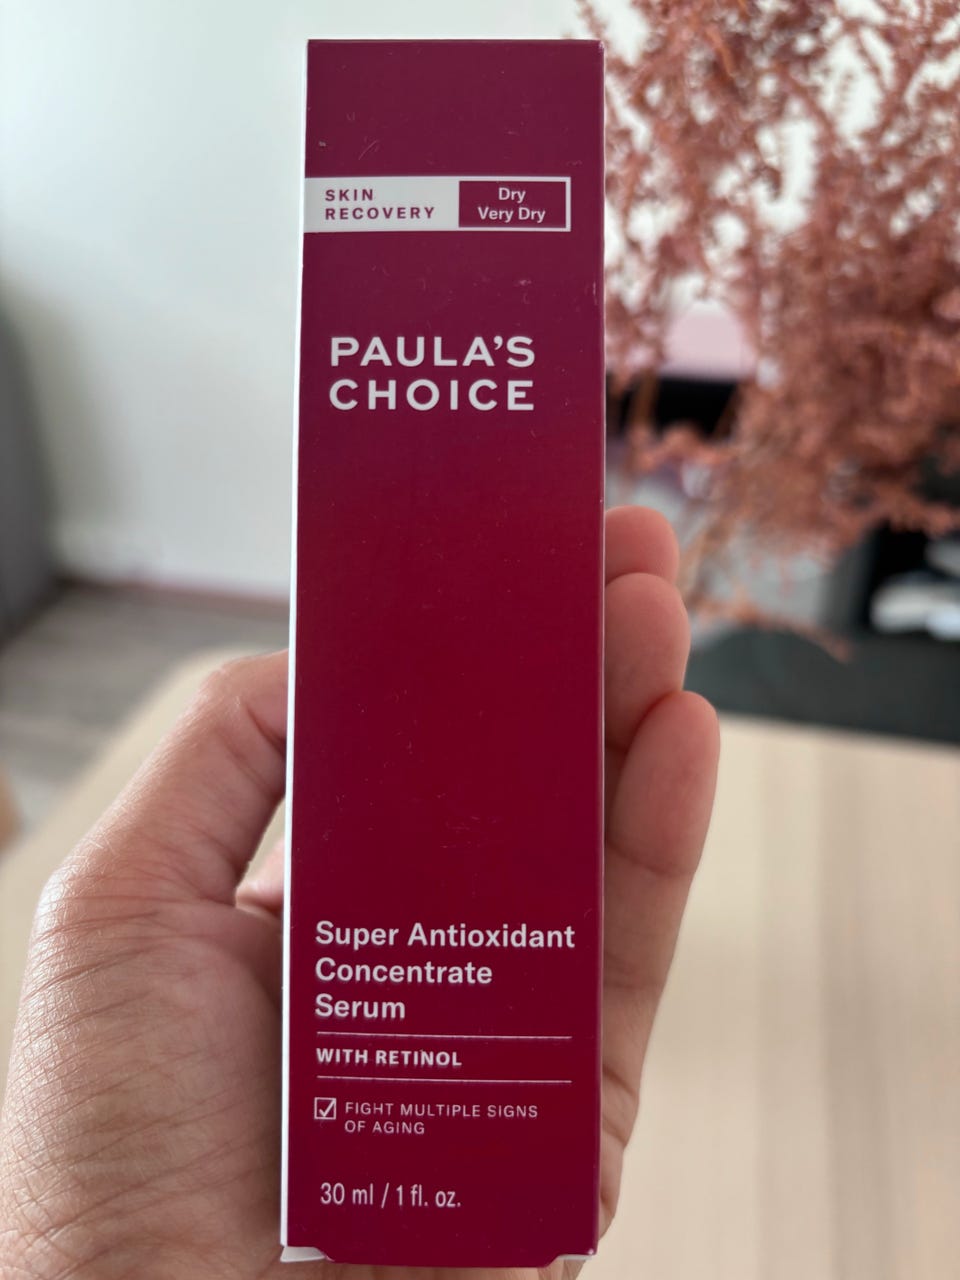 SKIN
RECOVERY
Dry
Very Dry
PAULA'S
CHOICE
Super Antioxidant
Concentrate
Serum
WITH RETINOL
FIGHT MULTIPLE SIGNS
OF AGING
30 ml / 1 fl. oz.